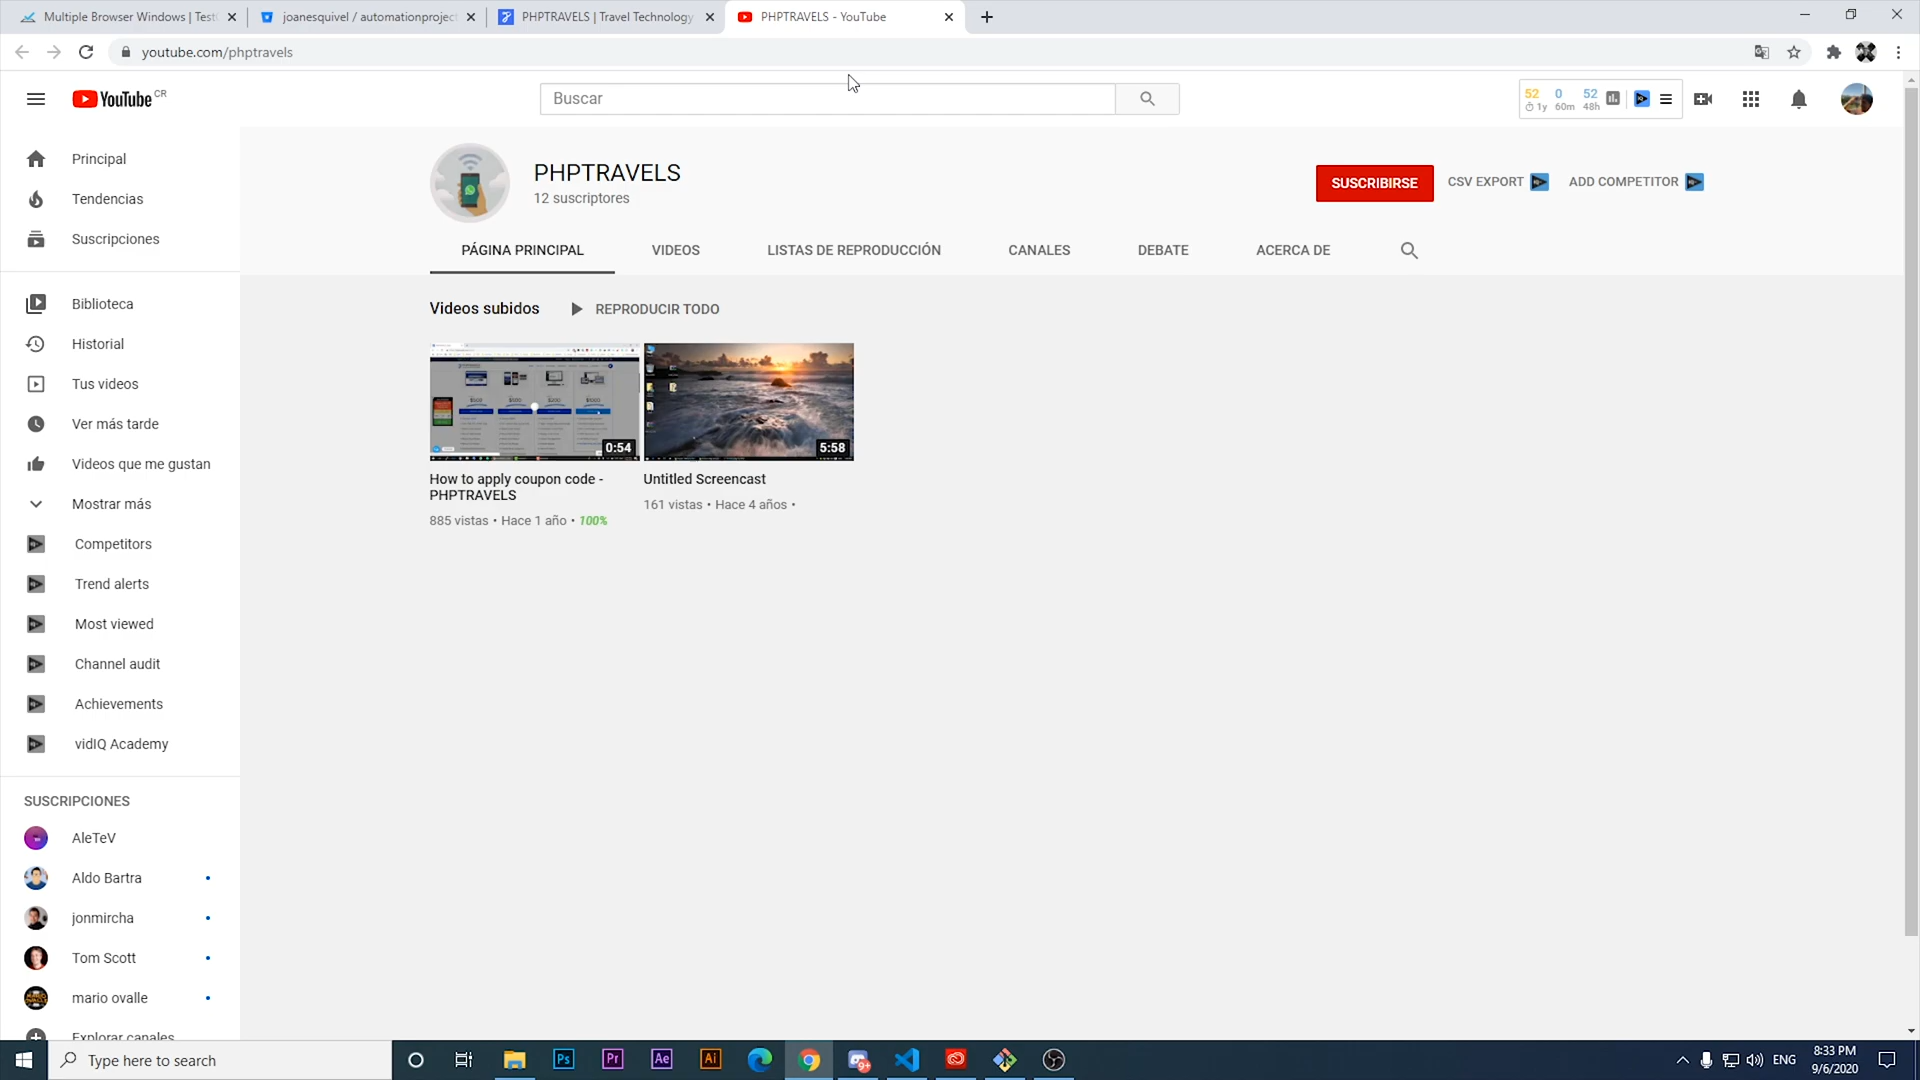 Multiple Browser Windows | Test
joanesquivel / automationproject
PHPTRAVELS | Travel Technology
PHPTRAVELS - YouTube
youtube.com/phptravels
YouTube CR
Buscar
52 0 52
1y 60m 48h
Principal
Tendencias
Suscripciones
Biblioteca
Historial
Tus videos
Ver más tarde
Videos que me gustan
Mostrar más
Competitors
Trend alerts
Most viewed
Channel audit
Achievements
vidIQ Academy
SUSCRIPCIONES
AleTeV
Aldo Bartra
jonmircha
Tom Scott
mario ovalle
Explorar canales
PHPTRAVELS
12 suscriptores
SUSCRIBIRSE
CSV EXPORT
ADD COMPETITOR
PÁGINA PRINCIPAL
VIDEOS
LISTAS DE REPRODUCCIÓN
CANALES
DEBATE
ACERCA DE
Videos subidos
REPRODUCIR TODO
0:54
5:58
How to apply coupon code -
PHPTRAVELS
885 vistas • Hace 1 año • 100%
Untitled Screencast
161 vistas • Hace 4 años •
Type here to search
Ps
Pr
Ae
Ai
9+
ENG
8:33 PM
9/6/2020